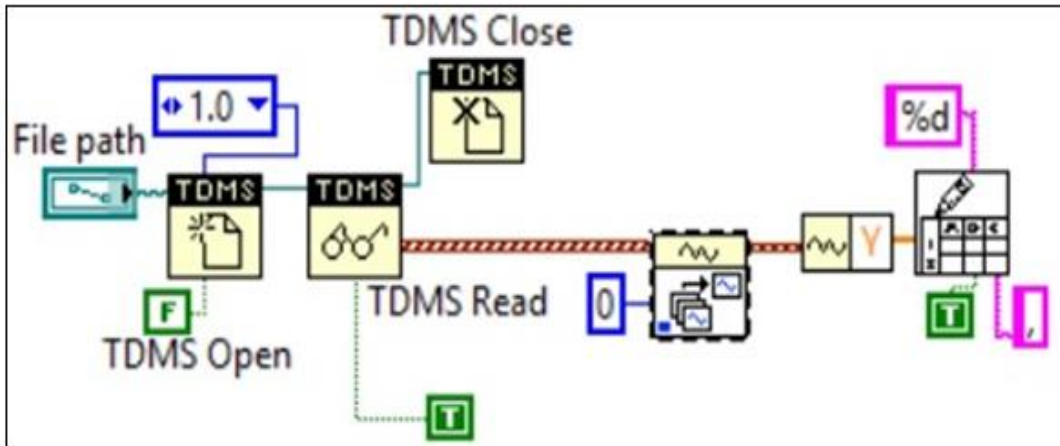 TDMS Close
TDMS
1.0
%d
File path
TDMS
TDMS
Y
0
TDMS Read
F
T
TDMS Open
T
,